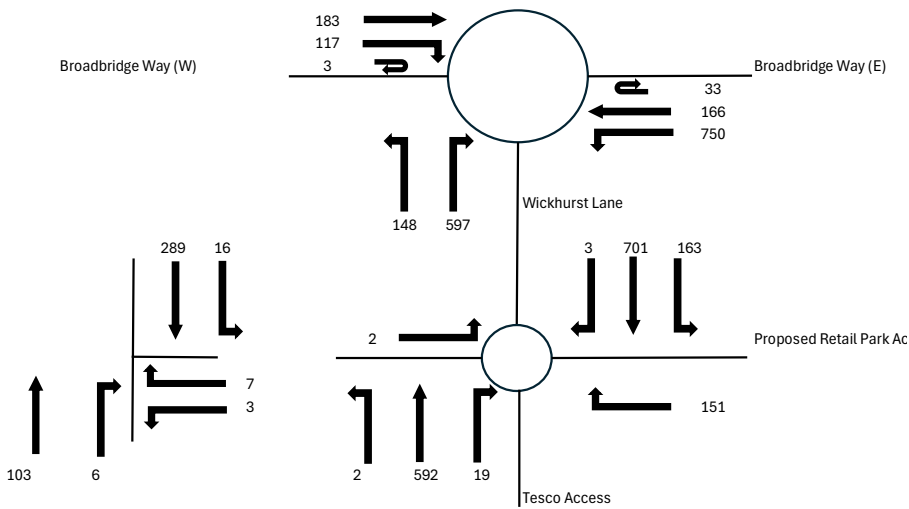 183
117
Broadbridge Way (W)
3
Broadbridge Way (E)
33
166
750
Wickhurst Lane
148 597
289 16
3 701 163
2
Proposed Retail Park Ac
7
3
151
103 6
2 592 19
Tesco Access